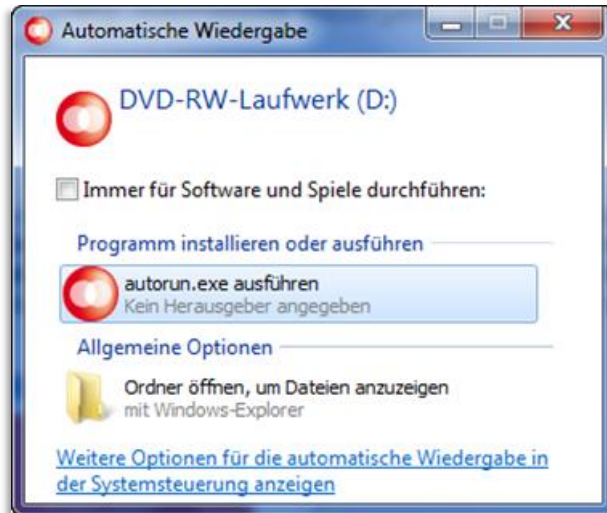 Automatische Wiedergabe
DVD-RW-Laufwerk (D:)
Immer für Software und Spiele durchführen:
Programm installieren oder ausführen
autorun.exe ausführen
Kein Herausgeber angegeben
Allgemeine Optionen
Ordner öffnen, um Dateien anzuzeigen
mit Windows-Explorer
Weitere Optionen für die automatische Wiedergabe in
der Systemsteuerung anzeigen